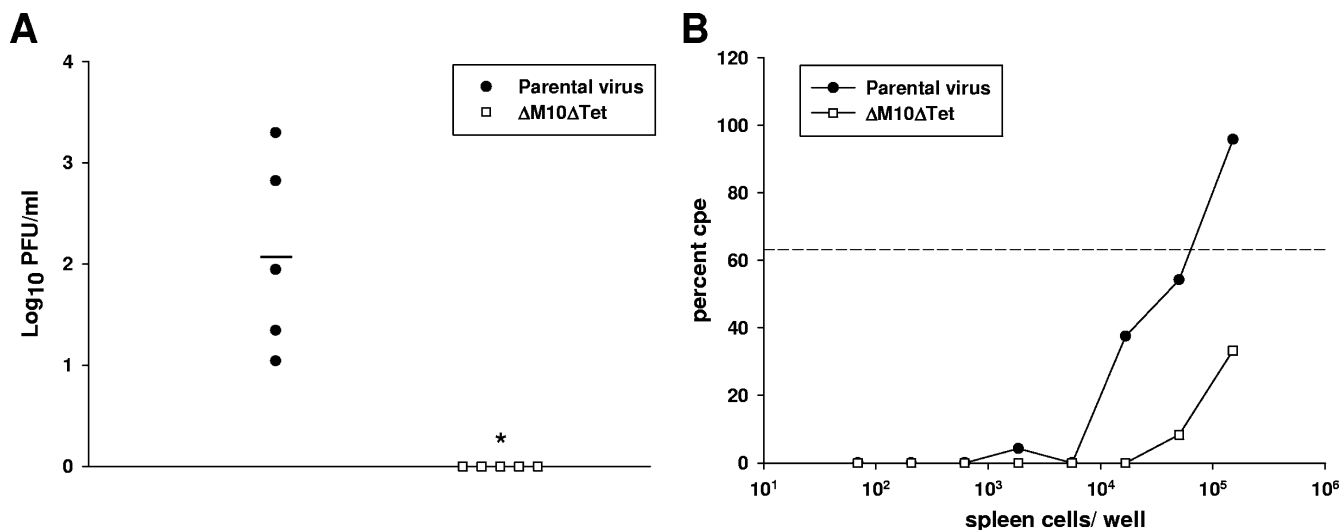 A
Log10 PFU/ml
4
3
2
1
0
Parental virus
ΔM10ΔTet
*
B
percent cpe
120
100
80
60
40
20
0
Parental virus
ΔM10ΔTet
10^1 10^2 10^3 10^4 10^5 10^6
spleen cells/ well